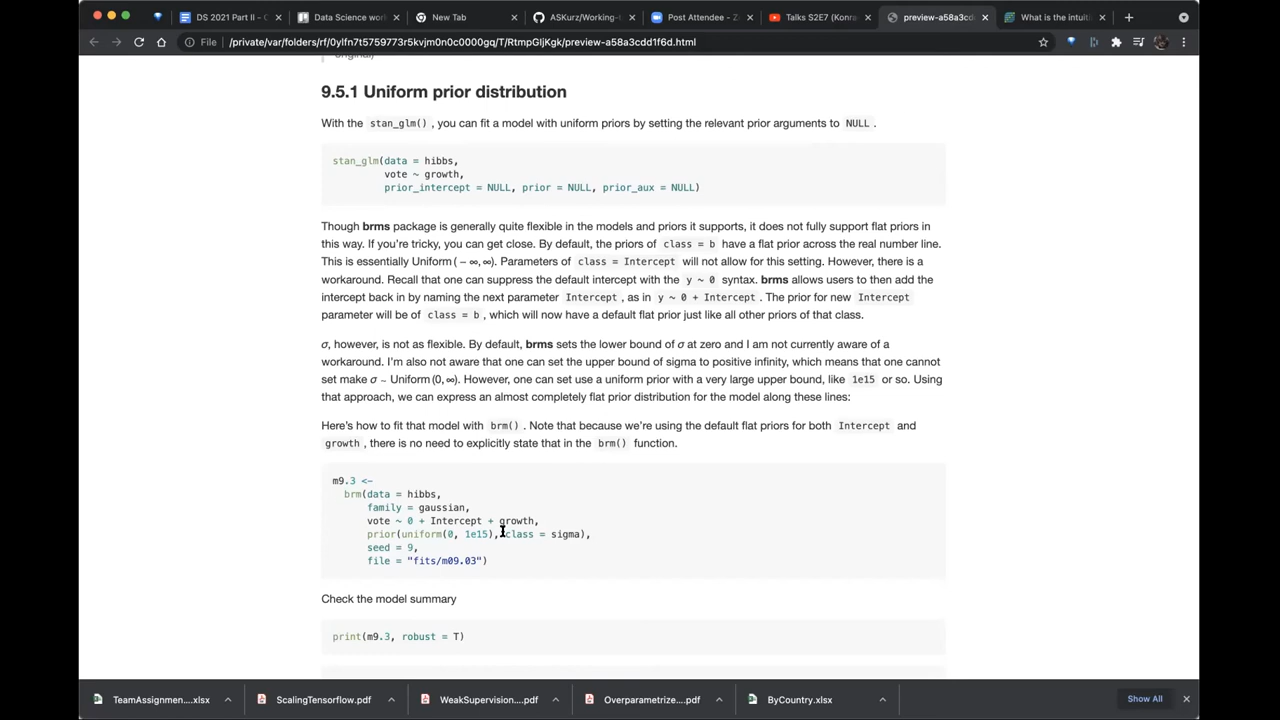 DS 2021 Part II – C
Data Science wor
New Tab
ASKurz/Working-
Post Attendee - Zo
Talks S2E7 (Konra
preview-a58a3cdd
What is the intuiti
File
/private/var/folders/rf/0ylfn7t5759773r5kvjm0n0c0000gq/T/RtmpGIjKgk/preview-a58a3cdd1f6d.html
original)
9.5.1 Uniform prior distribution
With the stan_glm() , you can fit a model with uniform priors by setting the relevant prior arguments to NULL .
stan_glm(data = hibbs,
vote ~ growth,
prior_intercept = NULL, prior = NULL, prior_aux = NULL)
Though brms package is generally quite flexible in the models and priors it supports, it does not fully support flat priors in
this way. If you're tricky, you can get close. By default, the priors of class = b have a flat prior across the real number line.
This is essentially Uniform(−∞,∞). Parameters of class = Intercept will not allow for this setting. However, there is a
workaround. Recall that one can suppress the default intercept with the y ~ 0 syntax. brms allows users to then add the
intercept back in by naming the next parameter Intercept , as in y ~ 0 + Intercept . The prior for new Intercept
parameter will be of class = b , which will now have a default flat prior just like all other priors of that class.
σ, however, is not as flexible. By default, brms sets the lower bound of σ at zero and I am not currently aware of a
workaround. I'm also not aware that one can set the upper bound of sigma to positive infinity, which means that one cannot
set make σ ~ Uniform(0,∞). However, one can set use a uniform prior with a very large upper bound, like 1e15 or so. Using
that approach, we can express an almost completely flat prior distribution for the model along these lines:
Here's how to fit that model with brm() . Note that because we're using the default flat priors for both Intercept and
growth , there is no need to explicitly state that in the brm() function.
m9.3 <-
brm(data = hibbs,
family = gaussian,
vote ~ 0 + Intercept + growth,
prior(uniform(0, 1e15), class = sigma),
seed = 9,
file = "fits/m09.03")
Check the model summary
print(m9.3, robust = T)
TeamAssignmen....xlsx
ScalingTensorflow.pdf
WeakSupervision....pdf
Overparametrize....pdf
ByCountry.xlsx
Show All